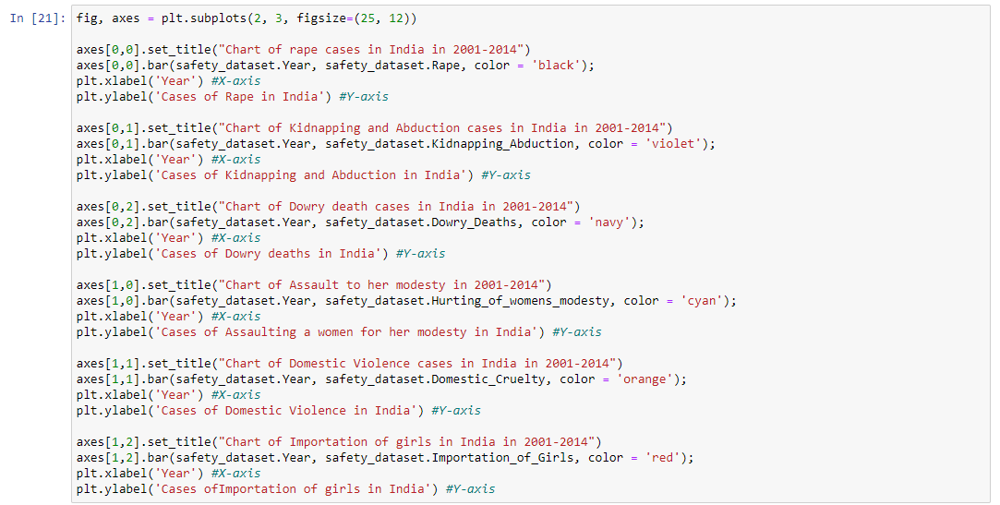 In [21]: fig, axes = plt.subplots(2, 3, figsize=(25, 12))
axes[0,0].set_title("Chart of rape cases in India in 2001-2014")
axes[0,0].bar(safety_dataset.Year, safety_dataset.Rape, color = 'black');
plt.xlabel('Year') #X-axis
plt.ylabel('Cases of Rape in India') #Y-axis
axes[0,1].set_title("Chart of Kidnapping and Abduction cases in India in 2001-2014")
axes[0,1].bar(safety_dataset.Year, safety_dataset.Kidnapping_Abduction, color = 'violet');
plt.xlabel('Year') #X-axis
plt.ylabel('Cases of Kidnapping and Abduction in India') #Y-axis
axes[0,2].set_title("Chart of Dowry death cases in India in 2001-2014")
axes[0,2].bar(safety_dataset.Year, safety_dataset.Dowry_Deaths, color = 'navy');
plt.xlabel('Year') #X-axis
plt.ylabel('Cases of Dowry deaths in India') #Y-axis
axes[1,0].set_title("Chart of Assault to her modesty in 2001-2014")
axes[1,0].bar(safety_dataset.Year, safety_dataset.Hurting_of_womens_modesty, color = 'cyan');
plt.xlabel('Year') #X-axis
plt.ylabel('Cases of Assaulting a women for her modesty in India') #Y-axis
axes[1,1].set_title("Chart of Domestic Violence cases in India in 2001-2014")
axes[1,1].bar(safety_dataset.Year, safety_dataset.Domestic_Cruelty, color = 'orange');
plt.xlabel('Year') #X-axis
plt.ylabel('Cases of Domestic Violence in India') #Y-axis
axes[1,2].set_title("Chart of Importation of girls in India in 2001-2014")
axes[1,2].bar(safety_dataset.Year, safety_dataset.Importation_of_Girls, color = 'red');
plt.xlabel('Year') #X-axis
plt.ylabel('Cases ofImportation of girls in India') #Y-axis